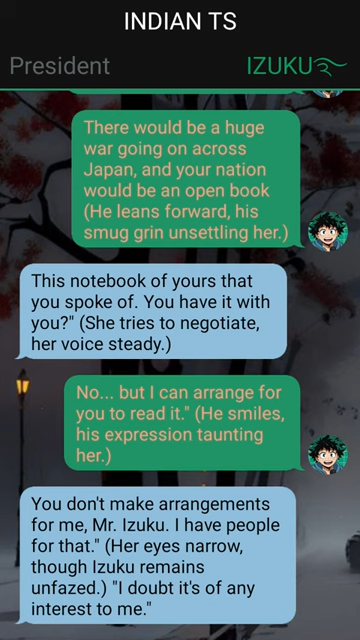 INDIAN TS
President
IZUKU
There would be a huge
war going on across
Japan, and your nation
would be an open book
(He leans forward, his
smug grin unsettling her.)
This notebook of yours that
you spoke of. You have it with
you?" (She tries to negotiate,
her voice steady.)
No... but I can arrange for
you to read it." (He smiles,
his expression taunting
her.)
You don't make arrangements
for me, Mr. Izuku. I have people
for that." (Her eyes narrow,
though Izuku remains
unfazed.) "I doubt it's of any
interest to me."